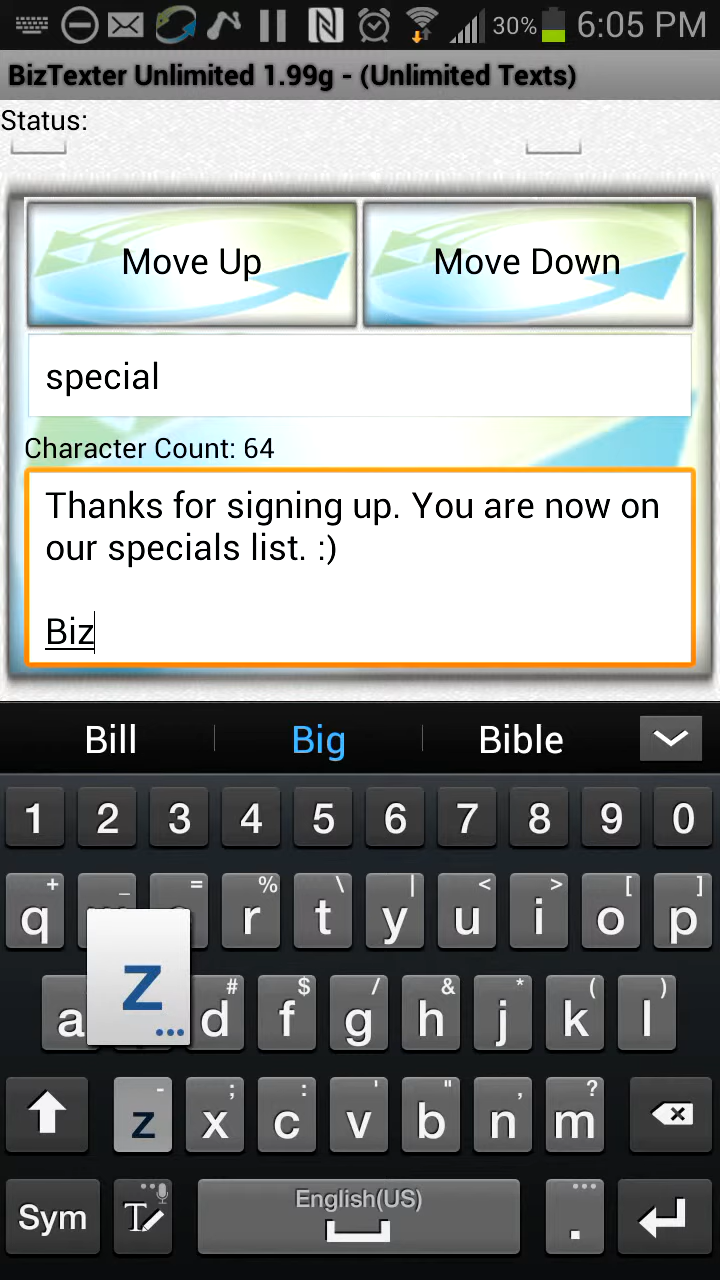 30% 6:05 PM
BizTexter Unlimited 1.99g - (Unlimited Texts)
Status:
Move Up Move Down
special
Character Count: 64
Thanks for signing up. You are now on
our specials list. :)
Biz
Bill Big Bible
1 2 3 4 5 6 7 8 9 0
+ _ = % \ | < > [ ]
q r t y u i o p
z
# $ / & * ( )
a d f g h j k l
- ; : ' " , ?
z x c v b n m
Sym T English(US) .